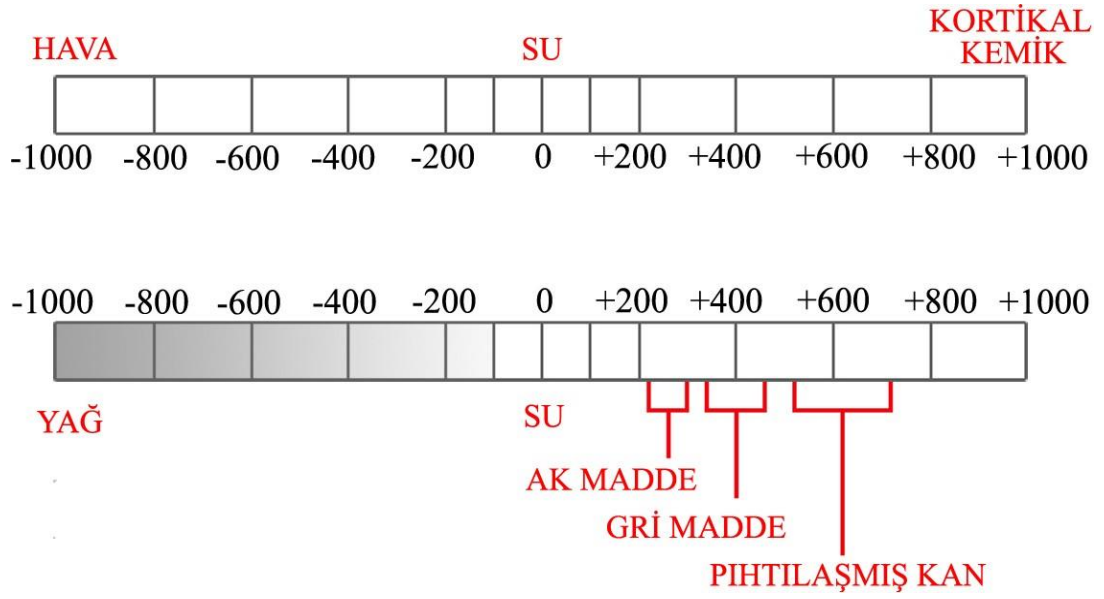 HAVA SU KORTİKAL
KEMİK
-1000 -800 -600 -400 -200 0 +200 +400 +600 +800 +1000
-1000 -800 -600 -400 -200 0 +200 +400 +600 +800 +1000
YAĞ SU
AK MADDE
GRİ MADDE
PIHTILAŞMIŞ KAN